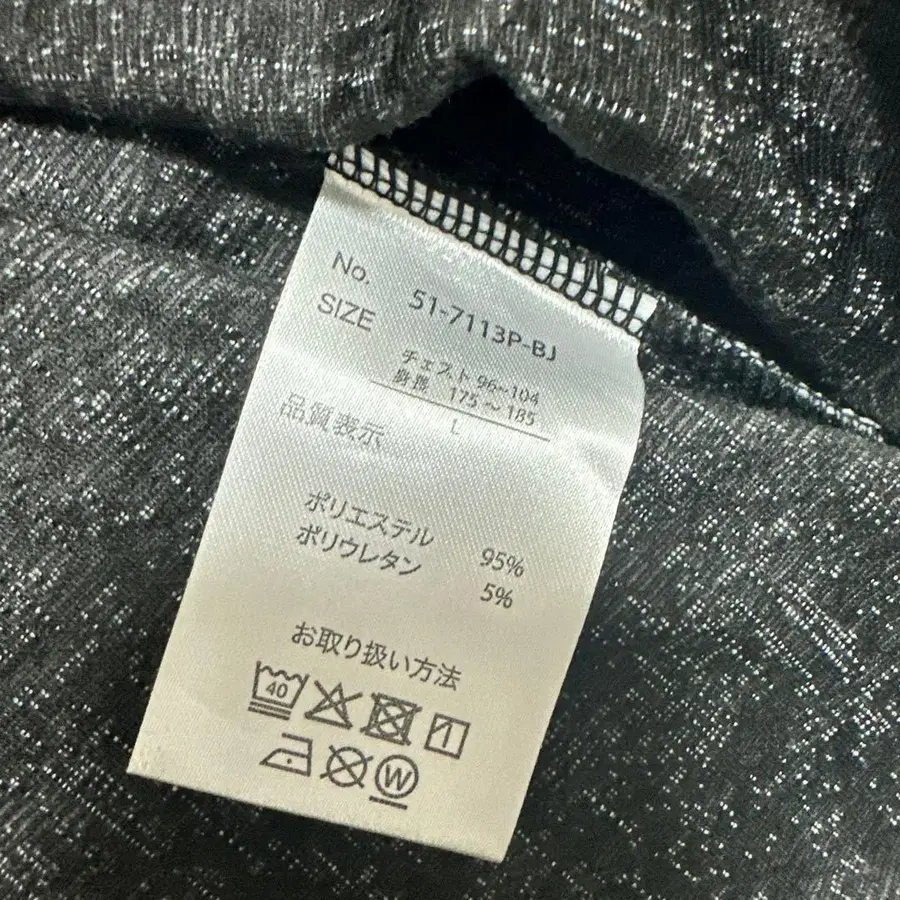 No. 51-7113P-BJ
SIZE
チェスト 96~104
身長 175～185
L
品質表示
ポリエステル 95%
ポリウレタン 5%
お取り扱い方法
40
W